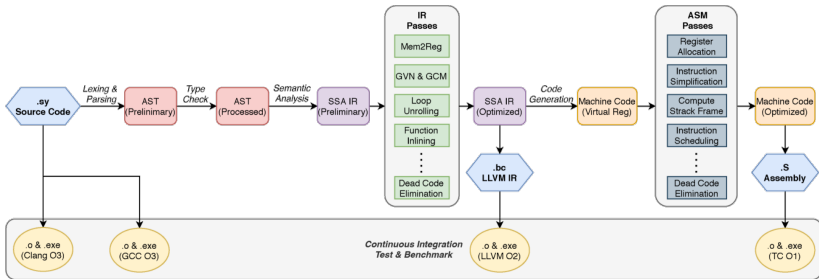 IR
Passes
ASM
Passes
Mem2Reg
Register
Allocation
Lexing &
Parsing
Type
Check
Semantic
Analysis
GVN & GCM
Code
Generation
Instruction
Simplification
.sy
Source Code
AST
(Prelinimary)
AST
(Processed)
SSA IR
(Preliminary)
Loop
Unrolling
SSA IR
(Optimized)
Machine Code
(Virtual Reg)
Compute
Strack Frame
Machine Code
(Optimized)
Function
Inlining
Instruction
Scheduling
.bc
LLVM IR
.S
Assembly
Dead Code
Elimination
Dead Code
Elimination
.o & .exe
(Clang O3)
.o & .exe
(GCC O3)
Continuous Integration
Test & Benchmark
.o & .exe
(LLVM O2)
.o & .exe
(TC O1)